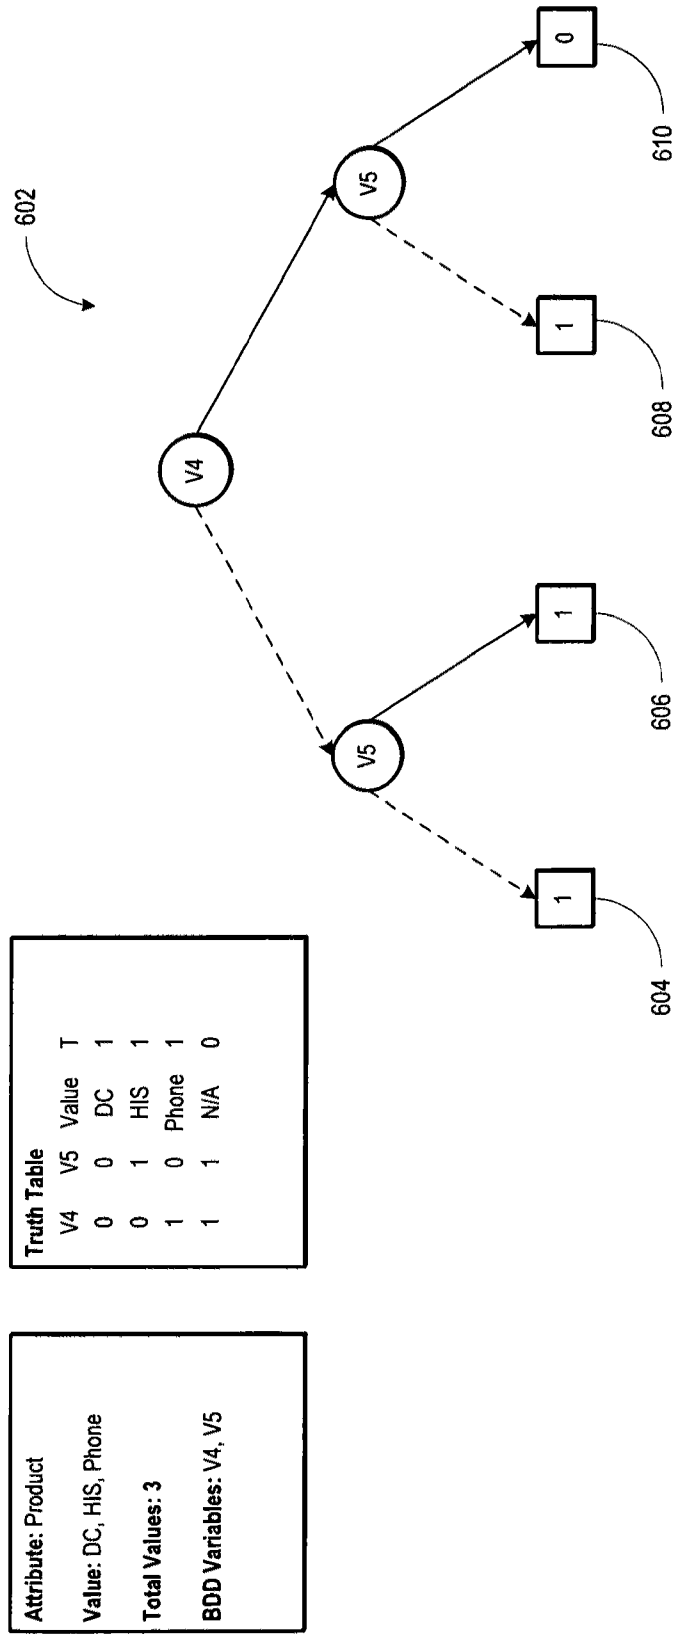 Attribute: Product
Value: DC, HIS, Phone
Total Values: 3
BDD Variables: V4, V5
Truth Table
V4 V5 Value T
0 0 DC 1
0 1 HIS 1
1 0 Phone 1
1 1 N/A 0
602
V4
V5
V5
1
1
1
0
604
606
608
610